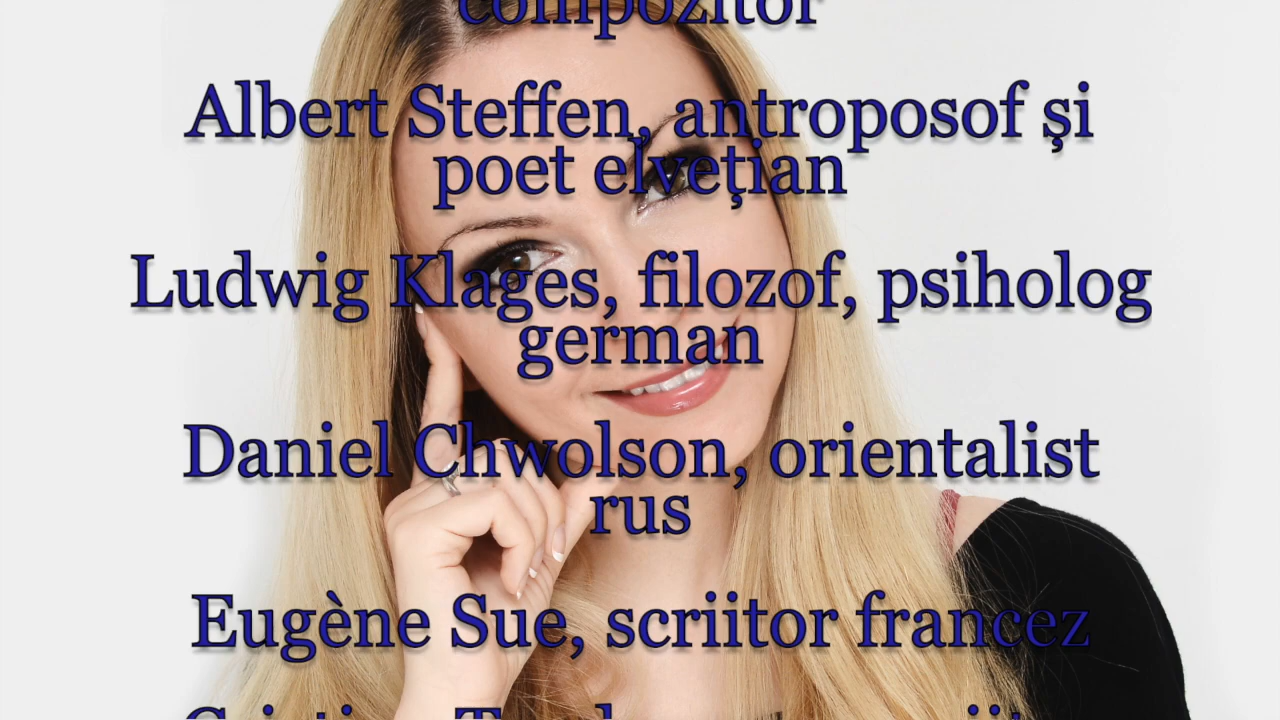 compozitor
Albert Steffen, antroposof și
poet elvețian
Ludwig Klages, filozof, psiholog
german
Daniel Chwolson, orientalist
rus
Eugène Sue, scriitor francez